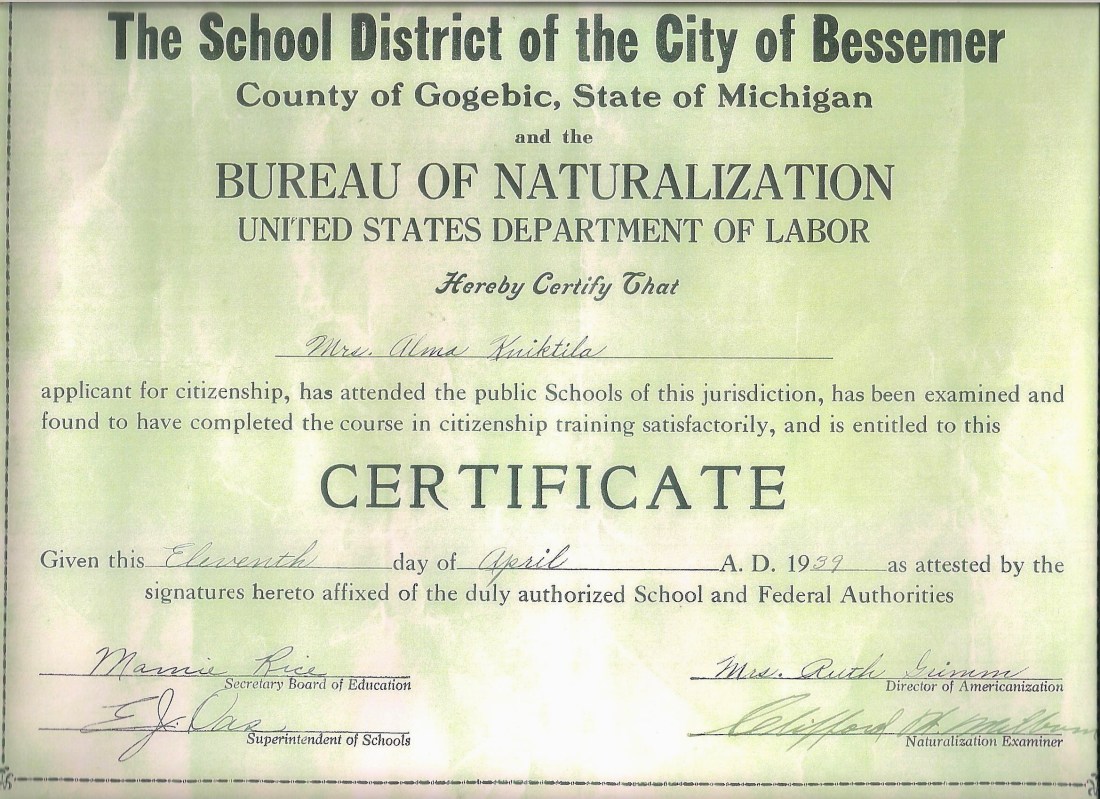 The School District of the City of Bessemer
County of Gogebic, State of Michigan
and the
BUREAU OF NATURALIZATION
UNITED STATES DEPARTMENT OF LABOR
Hereby Certify That
Mrs. Alma Kniktila
applicant for citizenship, has attended the public Schools of this jurisdiction, has been examined and
found to have completed the course in citizenship training satisfactorily, and is entitled to this
CERTIFICATE
Given this Eleventh day of April A. D. 1939 as attested by the
signatures hereto affixed of the duly authorized School and Federal Authorities
Mamie Rice
Secretary Board of Education
Mrs. Ruth Grimm
Director of Americanization
E. J.
Superintendent of Schools
Clifford
Naturalization Examiner